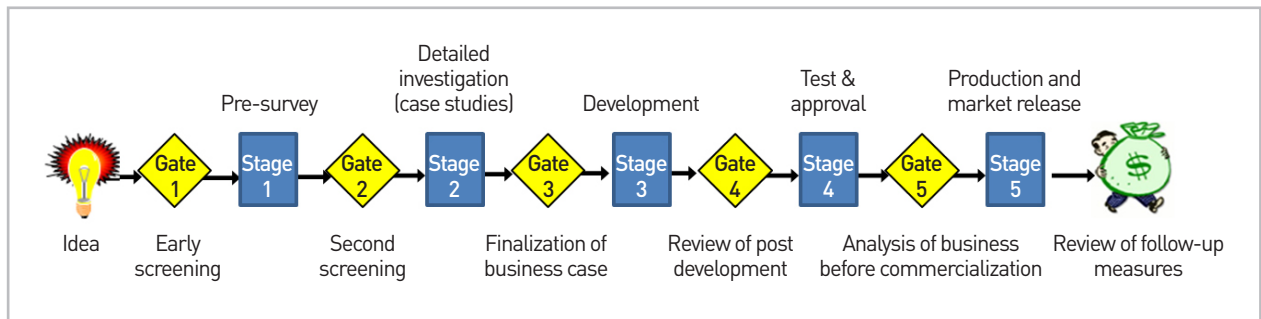 Pre-survey
Detailed
investigation
(case studies)
Development
Test &
approval
Production and
market release
Gate
1
Stage
1
Gate
2
Stage
2
Gate
3
Stage
3
Gate
4
Stage
4
Gate
5
Stage
5
$
Idea
Early
screening
Second
screening
Finalization of
business case
Review of post
development
Analysis of business
before commercialization
Review of follow-up
measures